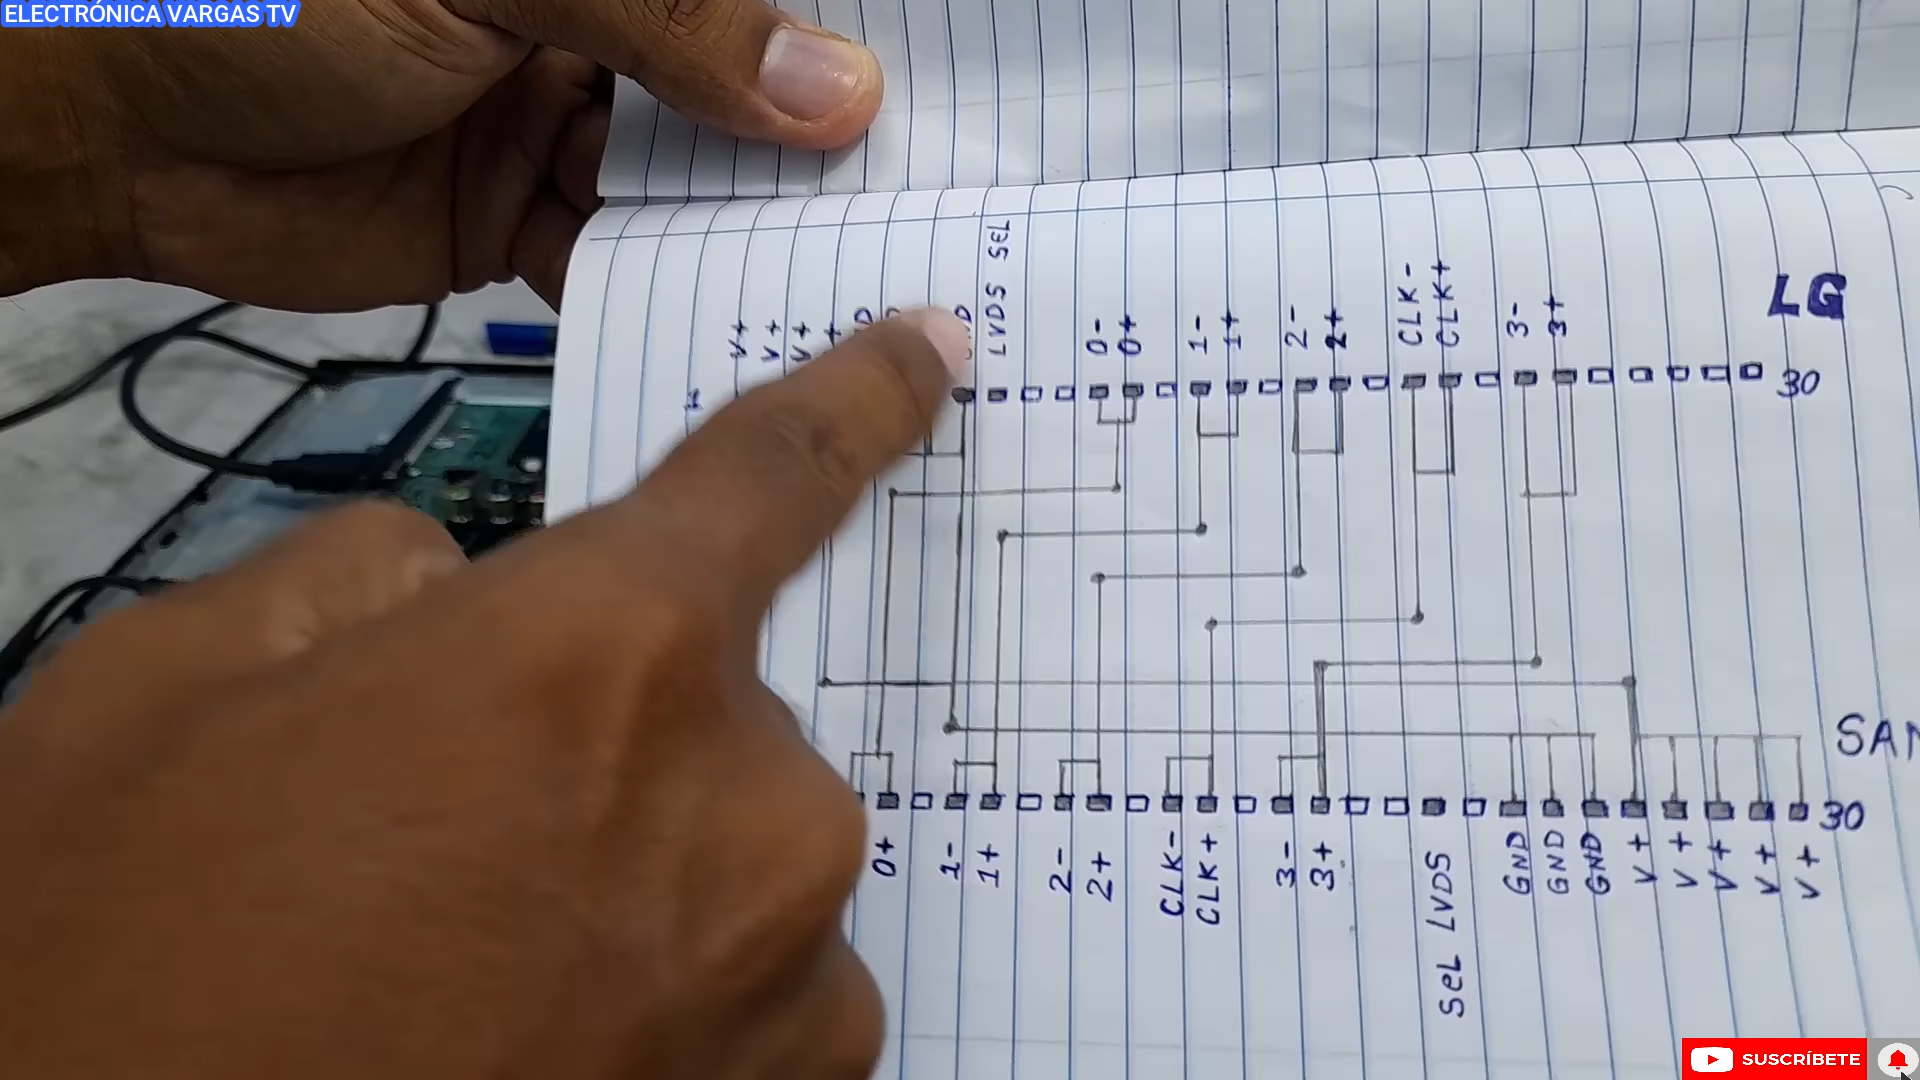 ELECTRÓNICA VARGAS TV
V+
V+
V+
LVDS SEL
0-
0+
1-
1+
2-
2+
CLK-
CLK+
3-
3+
LG
30
0+
1-
1+
2-
2+
CLK-
CLK+
3-
3+
SEL LVDS
GND
GND
GND
V+
V+
V+
V+
V+
30
SUSCRÍBETE